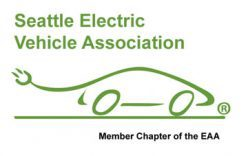 Seattle Electric
Vehicle Association
®
Member Chapter of the EAA